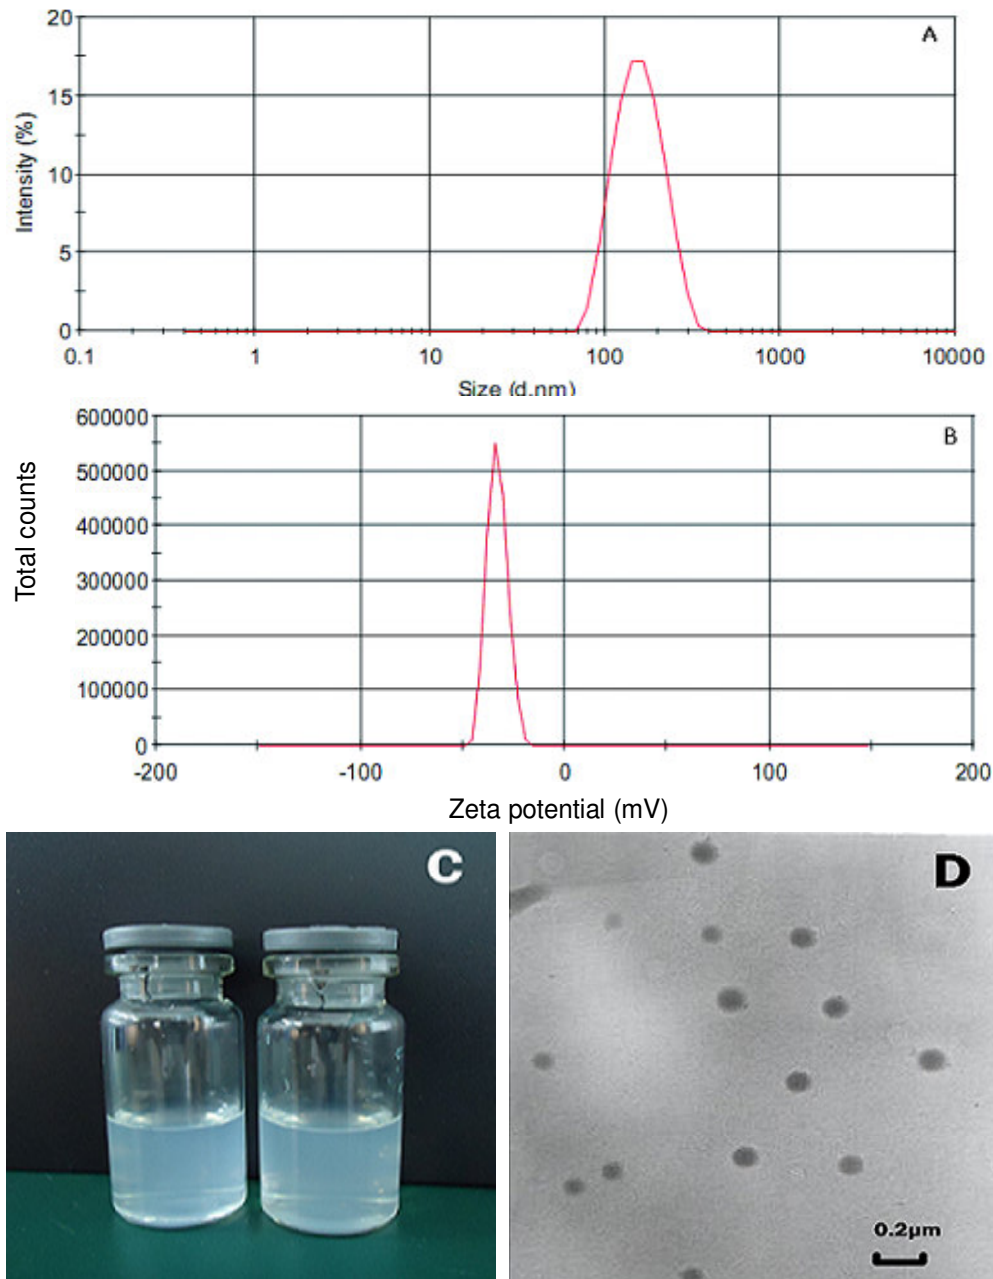 20
A
15
10
5
0
Intensity (%)
0.1 1 10 100 1000 10000
Size (d.nm)
600000
B
500000
400000
300000
200000
100000
0
Total counts
-200 -100 0 100 200
Zeta potential (mV)
C
D
0.2µm